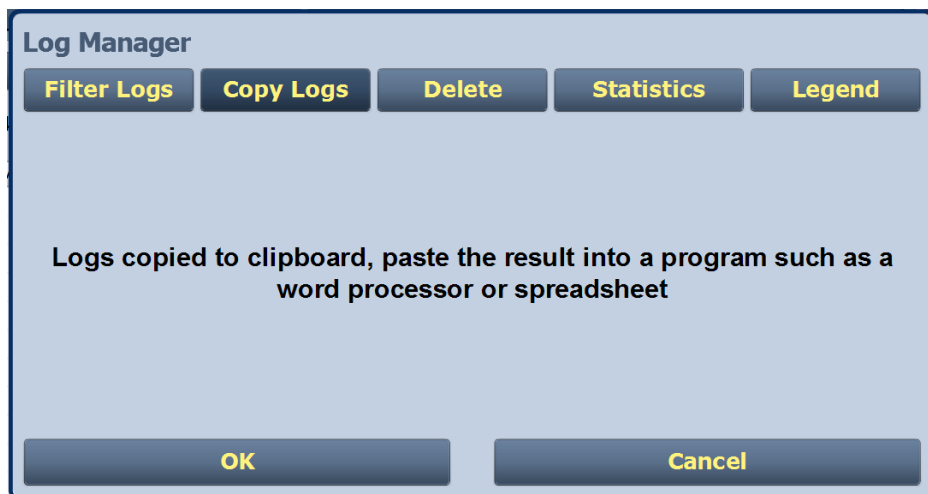 Log Manager
Filter Logs Copy Logs Delete Statistics Legend
Logs copied to clipboard, paste the result into a program such as a
word processor or spreadsheet
OK Cancel